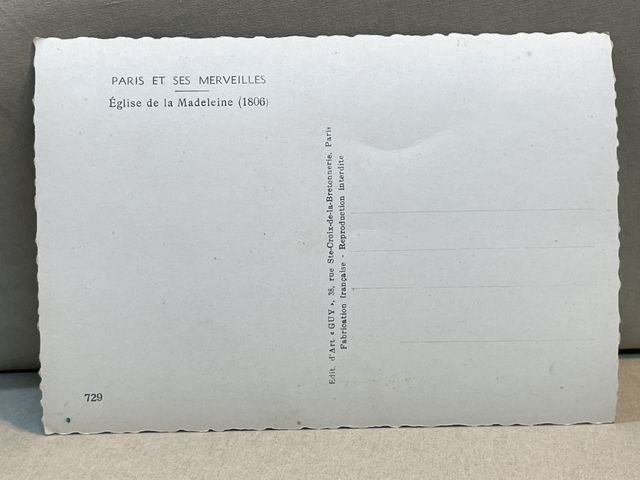 PARIS ET SES MERVEILLES
Église de la Madeleine (1806)
Edit. d'Art « GUY », 38, rue Ste-Croix-de-la-Bretonnerie, Paris
Fabrication française - Reproduction Interdite
729